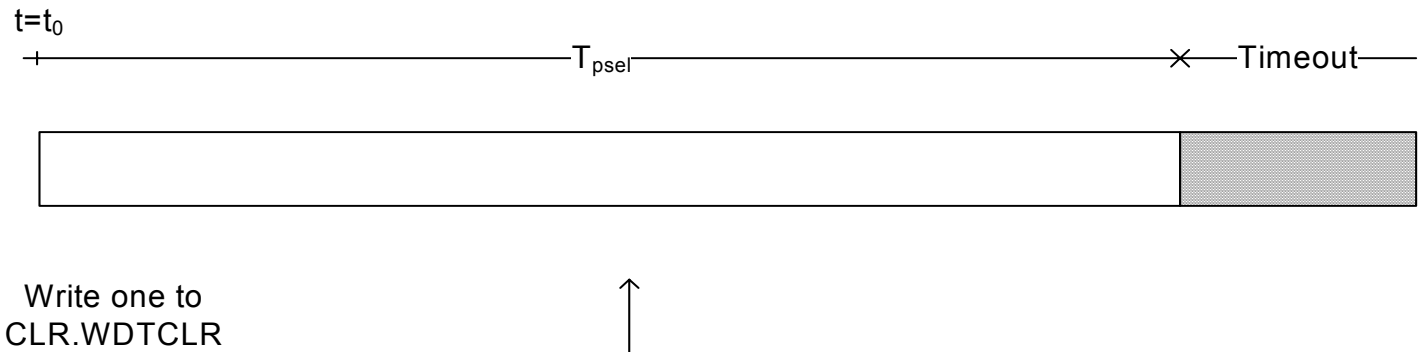 t=t₀
Tₚₛₑₗ
Timeout
Write one to
CLR.WDTCLR